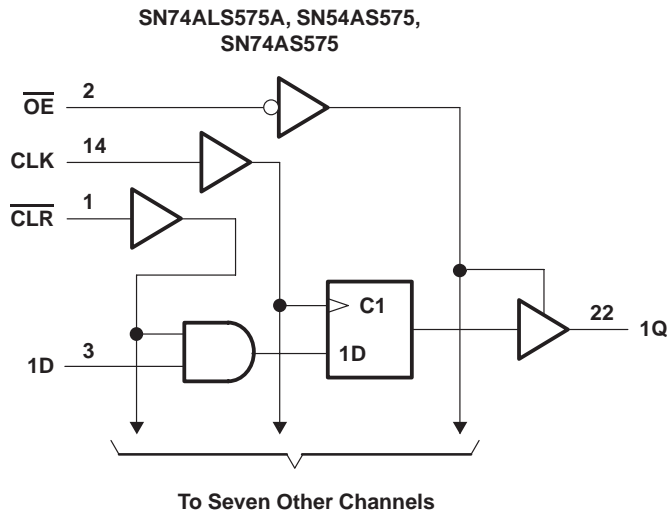 SN74ALS575A, SN54AS575,
SN74AS575
OE 2
CLK 14
CLR 1
C1
1D
1D 3
22 1Q
To Seven Other Channels